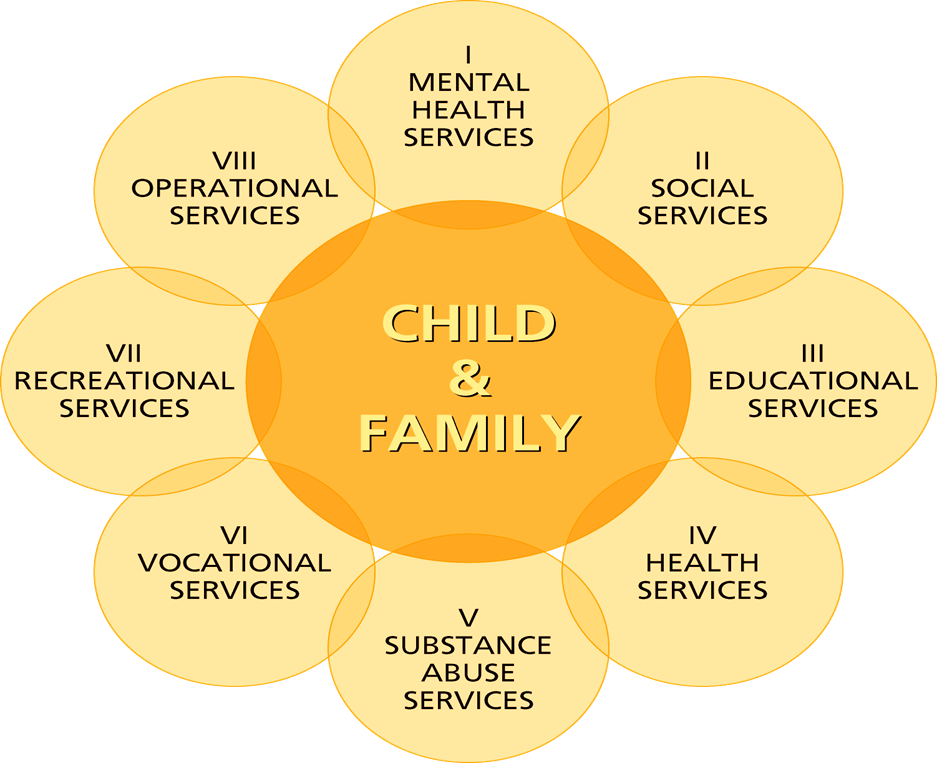 I
MENTAL
HEALTH
SERVICES
II
SOCIAL
SERVICES
III
EDUCATIONAL
SERVICES
IV
HEALTH
SERVICES
V
SUBSTANCE
ABUSE
SERVICES
VI
VOCATIONAL
SERVICES
VII
RECREATIONAL
SERVICES
VIII
OPERATIONAL
SERVICES
CHILD
&
FAMILY